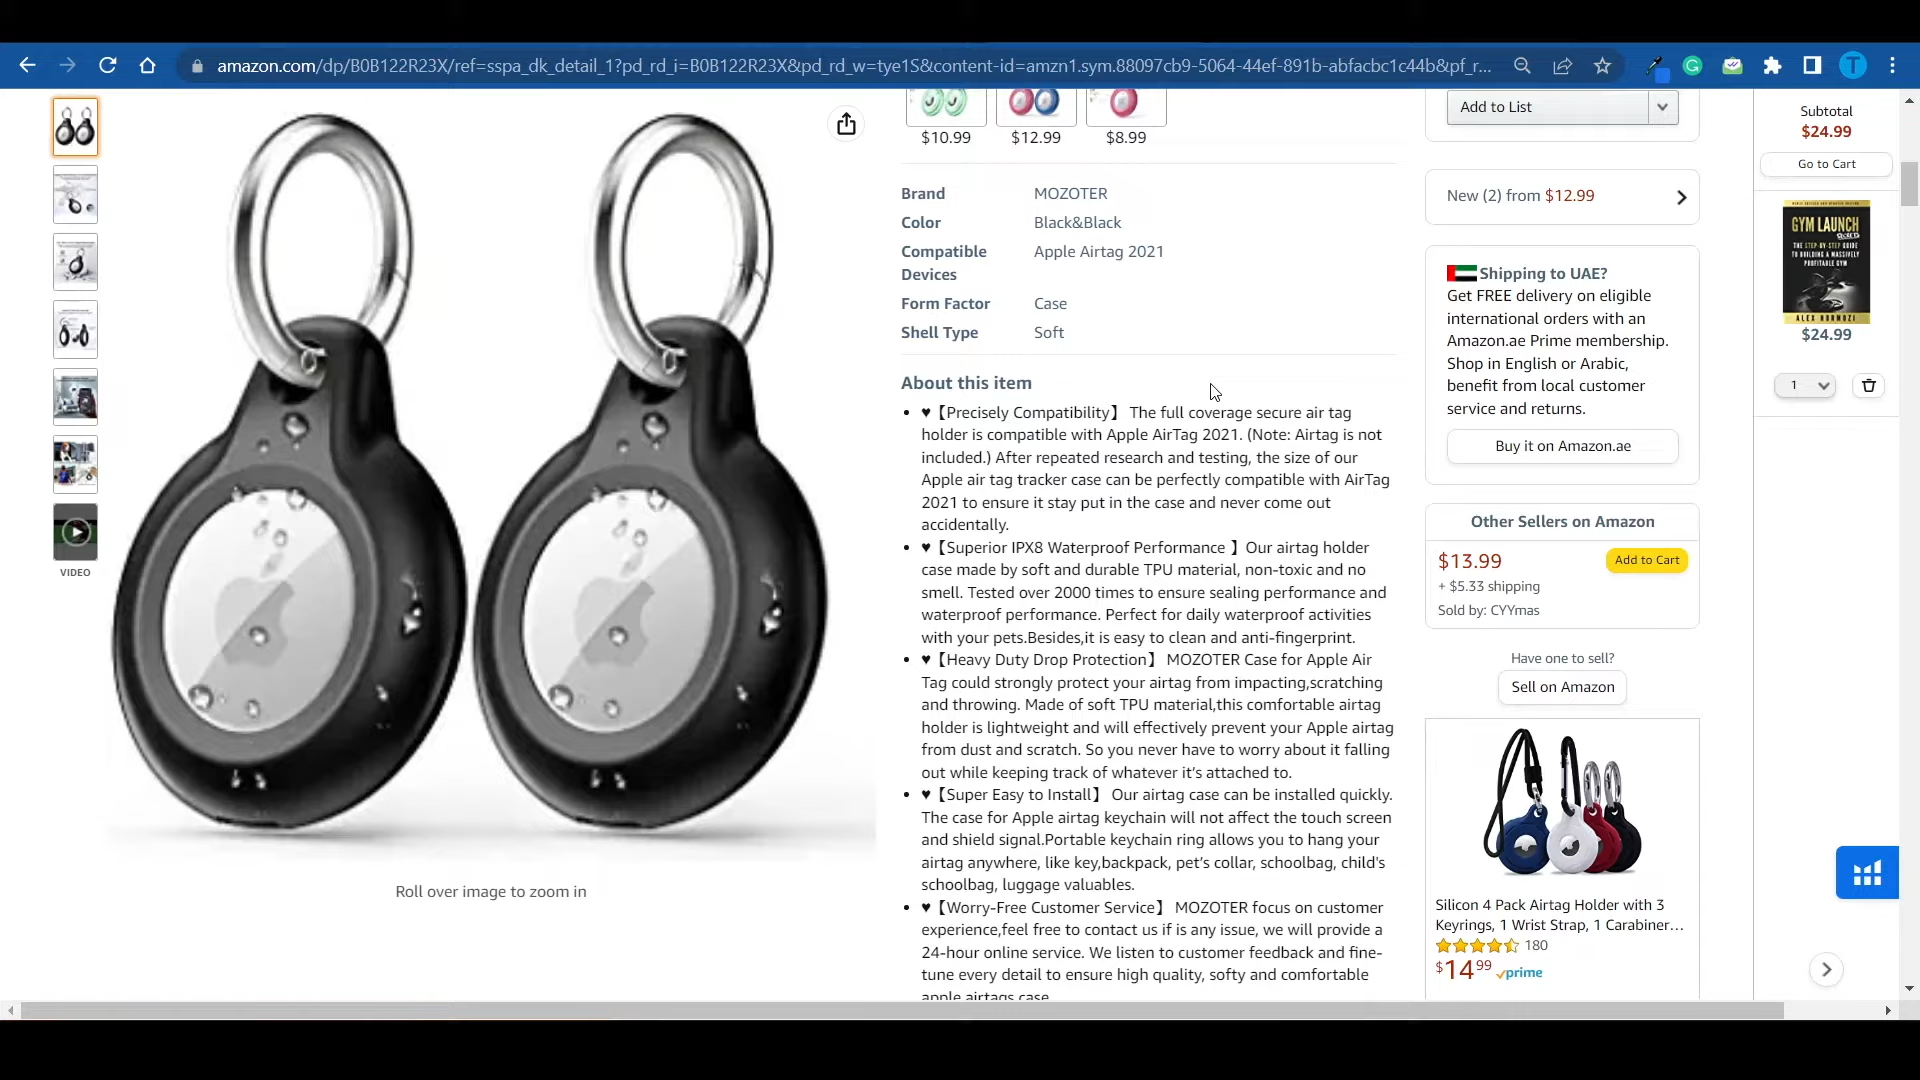 amazon.com/dp/B0B122R23X/ref=sspa_dk_detail_1?pd_rd_i=B0B122R23X&pd_rd_w=tye1S&content-id=amzn1.sym.88097cb9-5064-44ef-891b-abfacbc1c44b&pf_r...
T
VIDEO
Roll over image to zoom in
$10.99
$12.99
$8.99
Brand MOZOTER
Color Black&Black
Compatible Devices Apple Airtag 2021
Form Factor Case
Shell Type Soft
About this item
♥【Precisely Compatibility】 The full coverage secure air tag
holder is compatible with Apple AirTag 2021. (Note: Airtag is not
included.) After repeated research and testing, the size of our
Apple air tag tracker case can be perfectly compatible with AirTag
2021 to ensure it stay put in the case and never come out
accidentally.
♥【Superior IPX8 Waterproof Performance 】Our airtag holder
case made by soft and durable TPU material, non-toxic and no
smell. Tested over 2000 times to ensure sealing performance and
waterproof performance. Perfect for daily waterproof activities
with your pets.Besides,it is easy to clean and anti-fingerprint.
♥【Heavy Duty Drop Protection】 MOZOTER Case for Apple Air
Tag could strongly protect your airtag from impacting,scratching
and throwing. Made of soft TPU material,this comfortable airtag
holder is lightweight and will effectively prevent your Apple airtag
from dust and scratch. So you never have to worry about it falling
out while keeping track of whatever it's attached to.
♥【Super Easy to Install】 Our airtag case can be installed quickly.
The case for Apple airtag keychain will not affect the touch screen
and shield signal.Portable keychain ring allows you to hang your
airtag anywhere, like key,backpack, pet's collar, schoolbag, child's
schoolbag, luggage valuables.
♥【Worry-Free Customer Service】 MOZOTER focus on customer
experience,feel free to contact us if is any issue, we will provide a
24-hour online service. We listen to customer feedback and fine-
tune every detail to ensure high quality, softy and comfortable
apple airtags case
Add to List
New (2) from $12.99
Shipping to UAE?
Get FREE delivery on eligible
international orders with an
Amazon.ae Prime membership.
Shop in English or Arabic,
benefit from local customer
service and returns.
Buy it on Amazon.ae
Other Sellers on Amazon
$13.99 Add to Cart
+ $5.33 shipping
Sold by: CYYmas
Have one to sell?
Sell on Amazon
Silicon 4 Pack Airtag Holder with 3
Keyrings, 1 Wrist Strap, 1 Carabiner...
180
$14.99 prime
Subtotal
$24.99
Go to Cart
GYM LAUNCH
THE STEP-BY-STEP GUIDE
TO BUILDING A MASSIVELY
PROFITABLE GYM
ALEX HORMOZI
$24.99
1